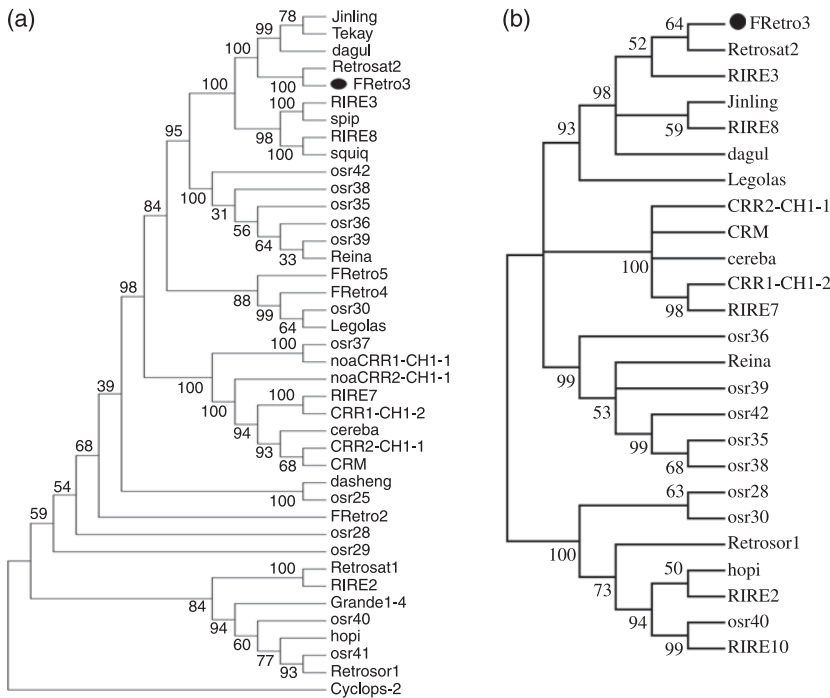 (a)
78
Jinling
99
Tekay
100
dagul
100
Retrosat2
100
FRetro3
100
RIRE3
95
spip
98
RIRE8
100
squiq
84
osr42
100
osr38
31
osr35
56
osr36
64
osr39
33
Reina
98
FRetro5
88
FRetro4
99
osr30
64
Legolas
39
100
osr37
noaCRR1-CH1-1
100
noaCRR2-CH1-1
100
100
RIRE7
94
CRR1-CH1-2
93
cereba
68
CRR2-CH1-1
CRM
68
dasheng
100
osr25
54
FRetro2
59
osr28
osr29
100
Retrosat1
RIRE2
84
Grande1-4
94
osr40
60
hopi
77
osr41
93
Retrosor1
Cyclops-2
(b)
64
FRetro3
52
Retrosat2
98
RIRE3
93
Jinling
59
RIRE8
dagul
Legolas
CRR2-CH1-1
CRM
100
cereba
CRR1-CH1-2
98
RIRE7
osr36
99
Reina
53
osr39
99
osr42
68
osr35
osr38
63
osr28
100
osr30
73
Retrosor1
50
hopi
94
RIRE2
99
osr40
RIRE10